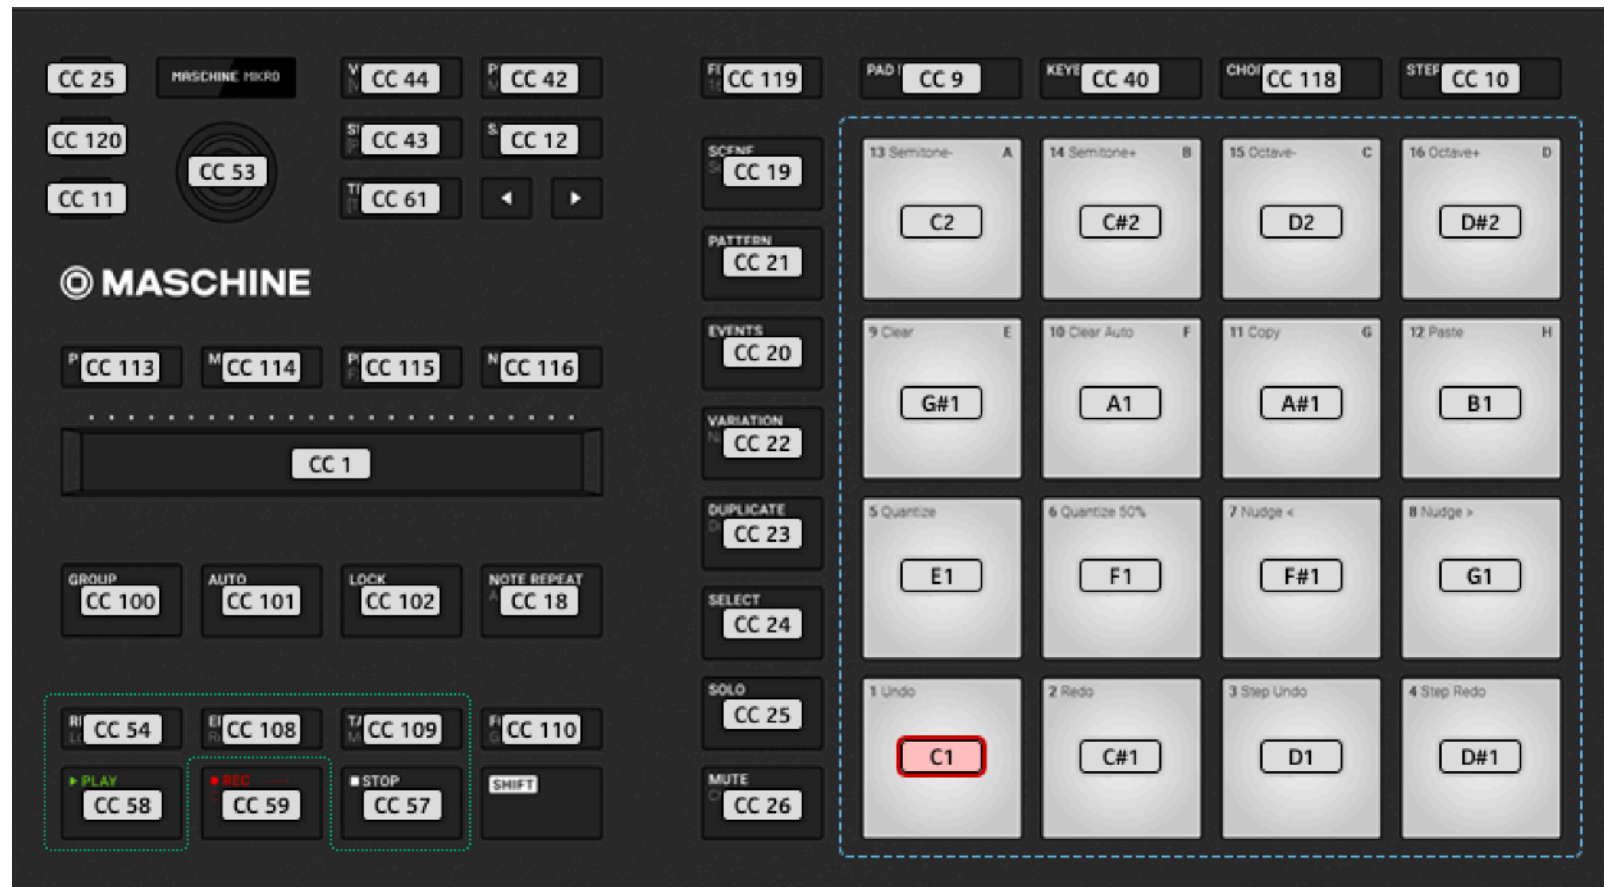 CC 25
MASCHINE MIKRO
CC 44
CC 42
CC 120
CC 53
CC 43
CC 12
CC 11
CC 61
MASCHINE
CC 113
CC 114
CC 115
CC 116
CC 1
GROUP
CC 100
AUTO
CC 101
LOCK
CC 102
NOTE REPEAT
CC 18
CC 54
CC 108
CC 109
CC 110
PLAY
CC 58
REC
CC 59
STOP
CC 57
SHIFT
CC 119
SCENE
CC 19
PATTERN
CC 21
EVENTS
CC 20
VARIATION
CC 22
DUPLICATE
CC 23
SELECT
CC 24
SOLO
CC 25
MUTE
CC 26
PAD
CC 9
CC 40
CC 118
STEP
CC 10
13 Semitone- A
C2
14 Semitone+ B
C#2
15 Octave- C
D2
16 Octave+ D
D#2
9 Clear E
G#1
10 Clear Auto F
A1
11 Copy G
A#1
12 Paste H
B1
5 Quantize
E1
6 Quantize 50%
F1
7 Nudge <
F#1
8 Nudge >
G1
1 Undo
C1
2 Redo
C#1
3 Step Undo
D1
4 Step Redo
D#1